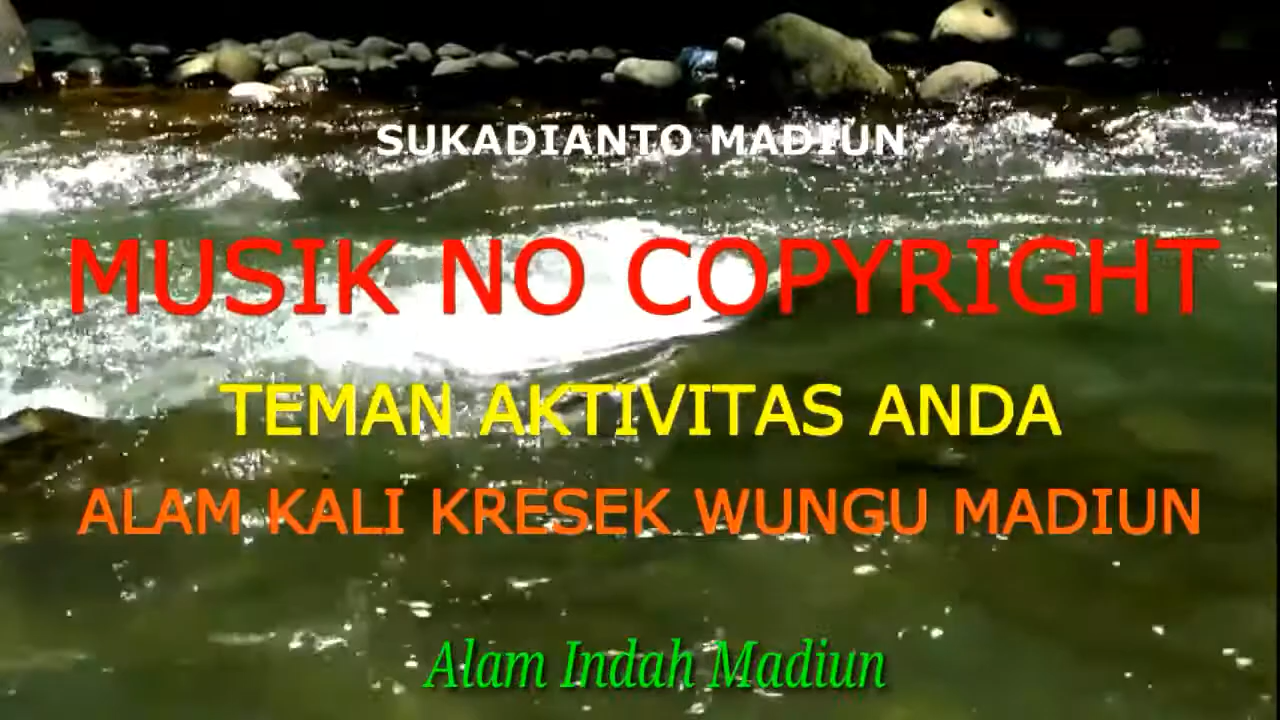 SUKADIANTO MADIUN
MUSIK NO COPYRIGHT
TEMAN AKTIVITAS ANDA
ALAM KALI KRESEK WUNGU MADIUN
Alam Indah Madiun